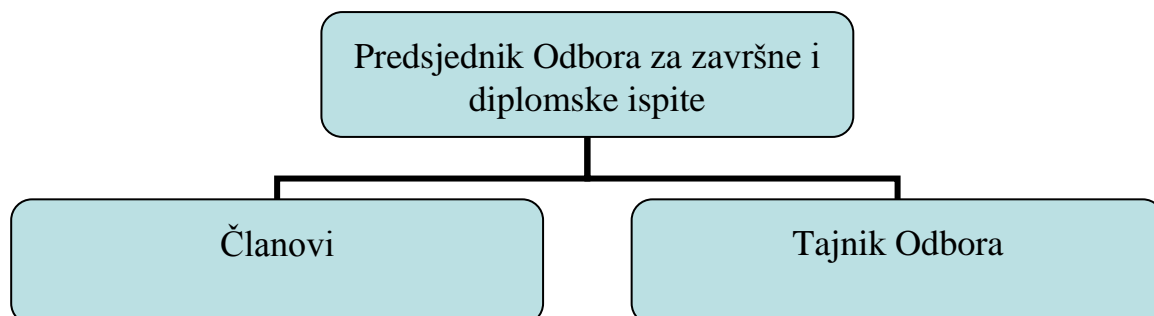 Predsjednik Odbora za završne i
diplomske ispite
Članovi
Tajnik Odbora